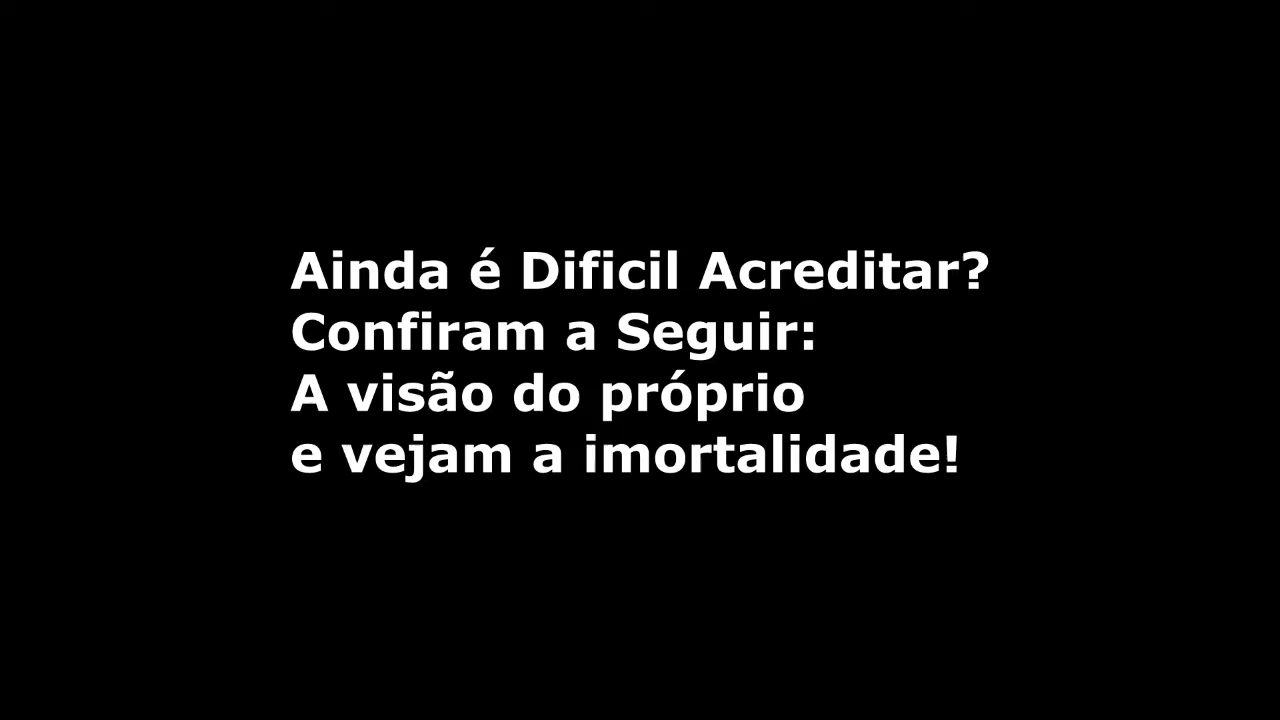 Ainda é Dificil Acreditar?
Confiram a Seguir:
A visão do próprio
e vejam a imortalidade!